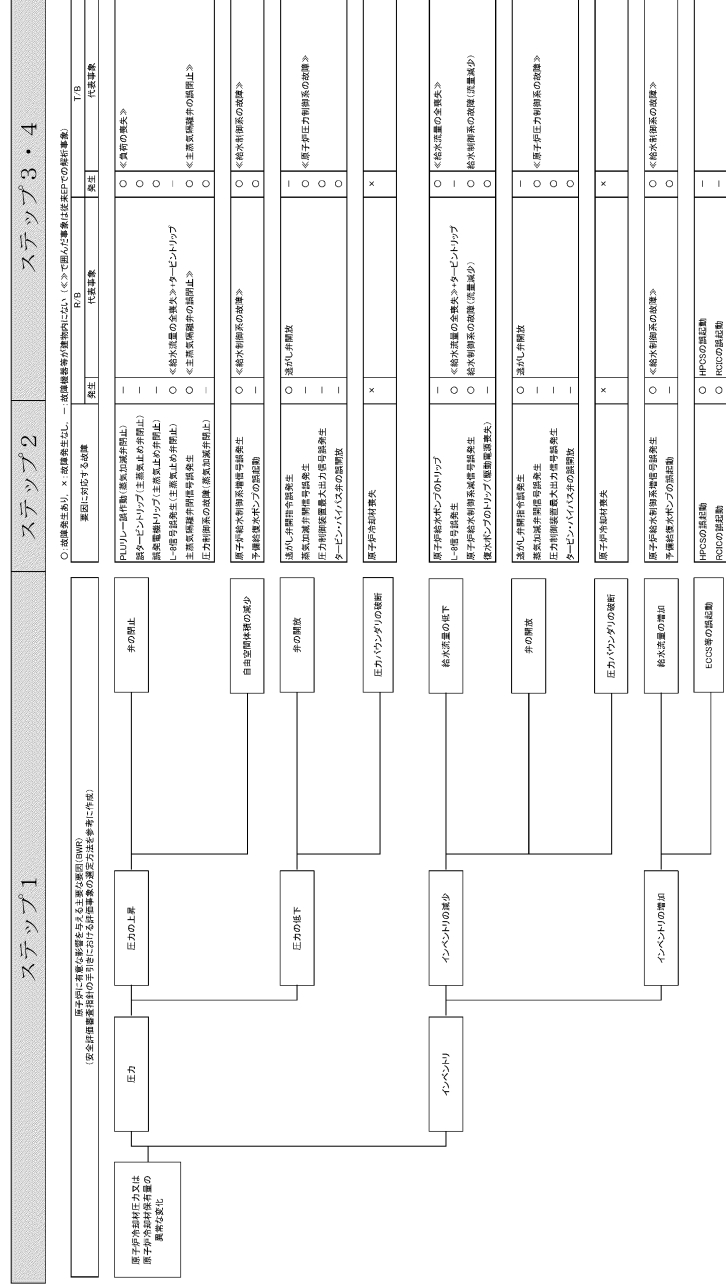 ステップ1
ステップ2
ステップ3・4
○:故障発生あり、×:故障発生なし、－:故障機器等が建物内にない (≪≫で囲んだ事象は従来EPでの解析事象)
原子炉に有意な影響を与える主要な要因(BWR)
(安全評価審査指針の手引きにおける評価事象の選定方法を参考に作成)
要因に対応する故障
R/B
T/B
発生
代表事象
発生
代表事象
原子炉冷却材圧力又は
原子炉冷却材保有量の
異常な変化
圧力
圧力の上昇
弁の閉止
PLUリレー誤作動(蒸気加減弁閉止)
－
○
≪負荷の喪失≫
誤タービントリップ(主蒸気止め弁閉止)
－
○
誤発電機トリップ(主蒸気止め弁閉止)
－
○
L-8信号誤発生(主蒸気止め弁閉止)
○
≪給水流量の全喪失≫+タービントリップ
－
主蒸気隔離弁閉信号誤発生
○
≪主蒸気隔離弁の誤閉止≫
○
≪主蒸気隔離弁の誤閉止≫
圧力制御系の故障(蒸気加減弁閉止)
－
○
自由空間体積の減少
原子炉給水制御系増信号誤発生
○
≪給水制御系の故障≫
○
≪給水制御系の故障≫
予備給復水ポンプの誤起動
－
○
圧力の低下
弁の開放
逃がし弁開指令誤発生
○
逃がし弁開放
－
蒸気加減弁開信号誤発生
－
○
≪原子炉圧力制御系の故障≫
圧力制御装置最大出力信号誤発生
－
○
タービン・バイパス弁の誤開放
－
○
圧力バウンダリの破断
原子炉冷却材喪失
×
×
インベントリ
インベントリの減少
給水流量の低下
原子炉給水ポンプのトリップ
－
○
≪給水流量の全喪失≫
L-8信号誤発生
○
≪給水流量の全喪失≫+タービントリップ
－
原子炉給水制御系減信号誤発生
○
給水制御系の故障(流量減少)
○
給水制御系の故障(流量減少)
復水ポンプのトリップ(駆動電源喪失)
－
○
弁の開放
逃がし弁開指令誤発生
○
逃がし弁開放
－
蒸気加減弁開信号誤発生
－
○
≪原子炉圧力制御系の故障≫
圧力制御装置最大出力信号誤発生
－
○
タービン・バイパス弁の誤開放
－
○
圧力バウンダリの破断
原子炉冷却材喪失
×
×
インベントリの増加
給水流量の増加
原子炉給水制御系増信号誤発生
○
≪給水制御系の故障≫
○
≪給水制御系の故障≫
予備給復水ポンプの誤起動
－
○
ECCS等の誤起動
HPCSの誤起動
○
HPCSの誤起動
－
RCICの誤起動
○
RCICの誤起動
－